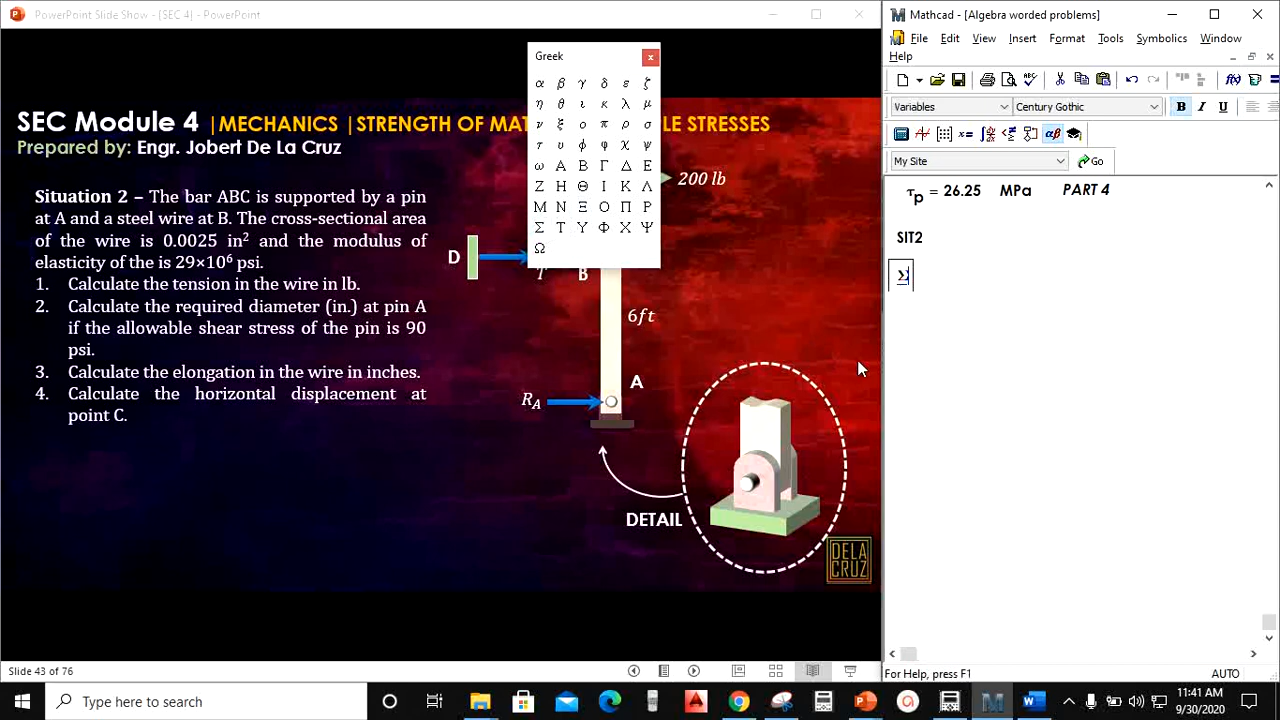 PowerPoint Slide Show - [SEC 4] - PowerPoint
Mathcad - [Algebra worded problems]
File Edit View Insert Format Tools Symbolics Window
Help
Variables
Century Gothic
B I U
My Site
Go
Greek
α β γ δ ε ζ
η θ ι κ λ μ
ν ξ ο π ρ σ
τ υ ϕ φ χ ψ
ω Α Β Γ Δ Ε
Ζ Η Θ Ι Κ Λ
Μ Ν Ξ Ο Π Ρ
Σ Τ Υ Φ Χ Ψ
Ω
SEC Module 4 |MECHANICS |STRENGTH OF MAT LE STRESSES
Prepared by: Engr. Jobert De La Cruz
Situation 2 – The bar ABC is supported by a pin
at A and a steel wire at B. The cross-sectional area
of the wire is 0.0025 in² and the modulus of
elasticity of the is 29×10⁶ psi.
1. Calculate the tension in the wire in lb.
2. Calculate the required diameter (in.) at pin A
if the allowable shear stress of the pin is 90
psi.
3. Calculate the elongation in the wire in inches.
4. Calculate the horizontal displacement at
point C.
200 lb
D
T
B
6ft
A
R_A
DETAIL
DELA
CRUZ
τ_p = 26.25 MPa PART 4
SIT2
Σ
Slide 43 of 76
For Help, press F1
AUTO
Type here to search
11:41 AM
9/30/2020